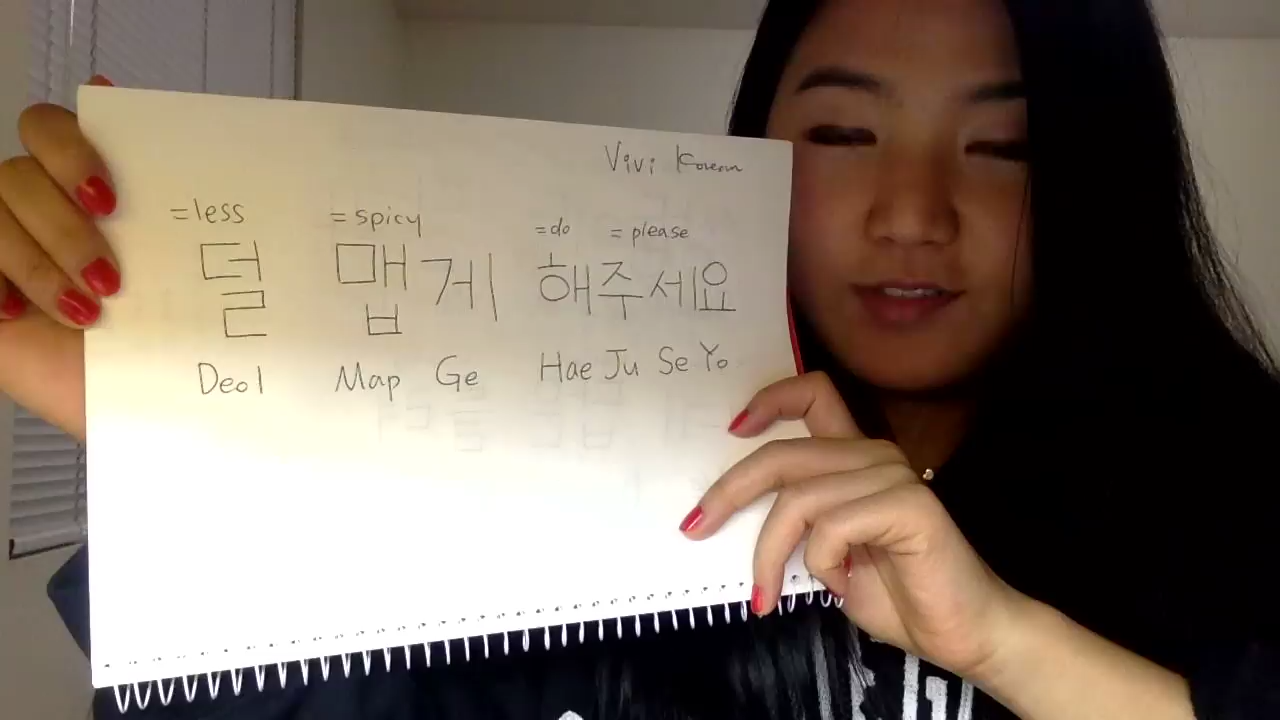 Vivi Korean
=less =spicy =do =please
덜 맵게 해주세요
Deol Map Ge Hae Ju Se Yo